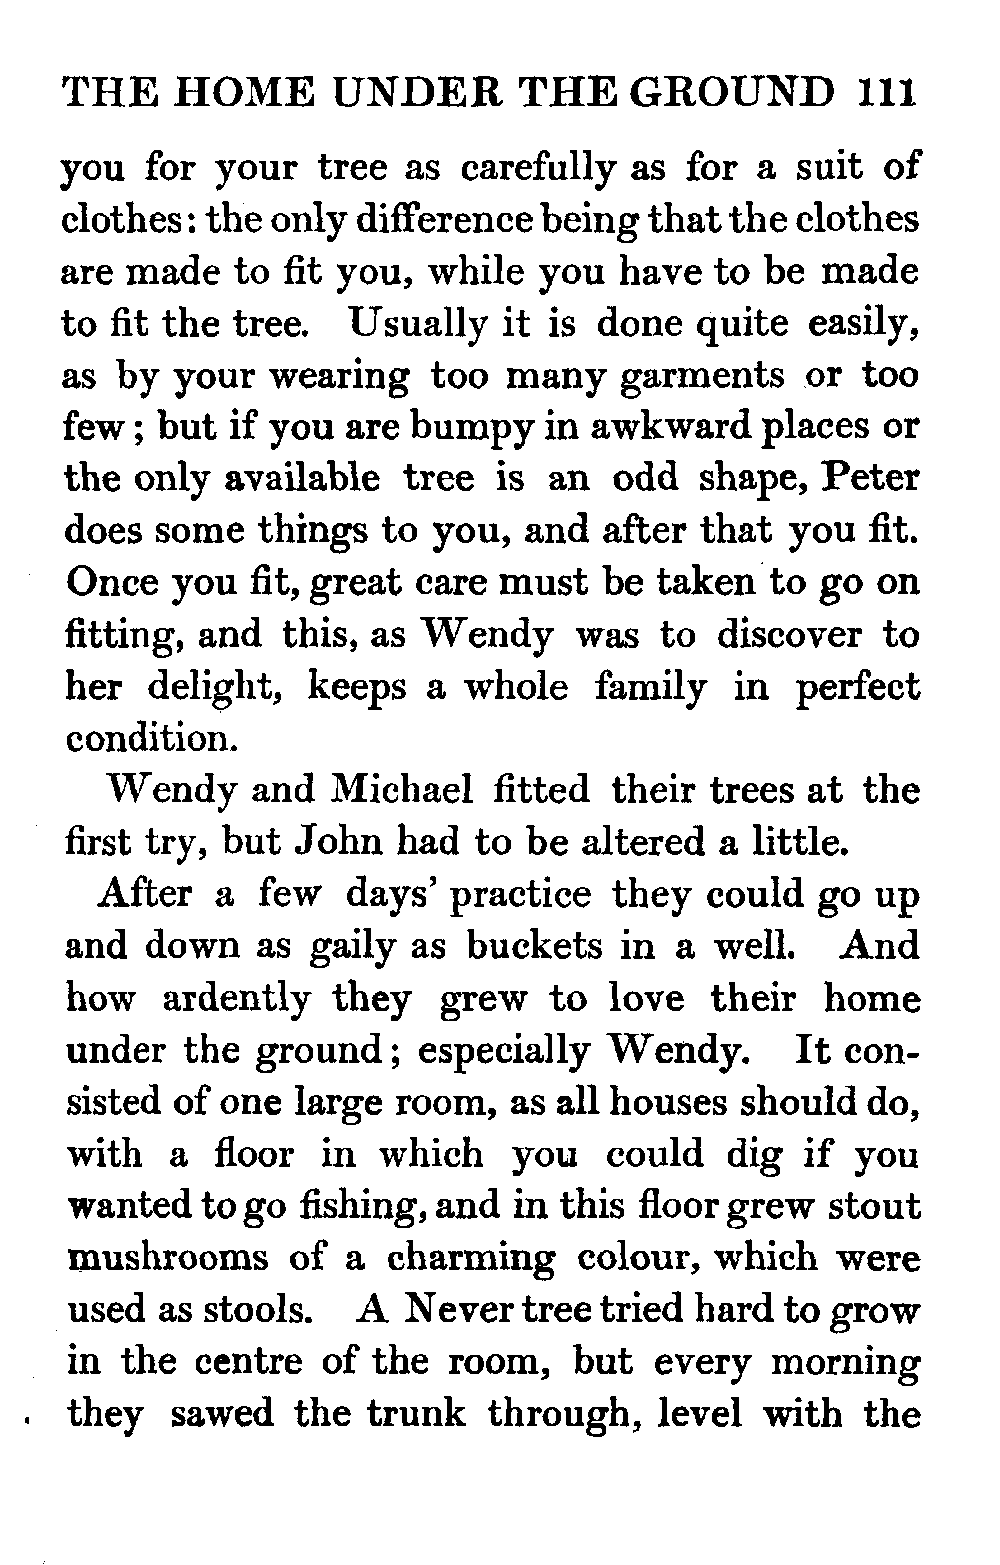 THE HOME UNDER THE GROUND 111
you for your tree as carefully as for a suit of
clothes: the only difference being that the clothes
are made to fit you, while you have to be made
to fit the tree. Usually it is done quite easily,
as by your wearing too many garments or too
few; but if you are bumpy in awkward places or
the only available tree is an odd shape, Peter
does some things to you, and after that you fit.
Once you fit, great care must be taken to go on
fitting, and this, as Wendy was to discover to
her delight, keeps a whole family in perfect
condition.
Wendy and Michael fitted their trees at the
first try, but John had to be altered a little.
After a few days' practice they could go up
and down as gaily as buckets in a well. And
how ardently they grew to love their home
under the ground; especially Wendy. It con-
sisted of one large room, as all houses should do,
with a floor in which you could dig if you
wanted to go fishing, and in this floor grew stout
mushrooms of a charming colour, which were
used as stools. A Never tree tried hard to grow
in the centre of the room, but every morning
they sawed the trunk through, level with the